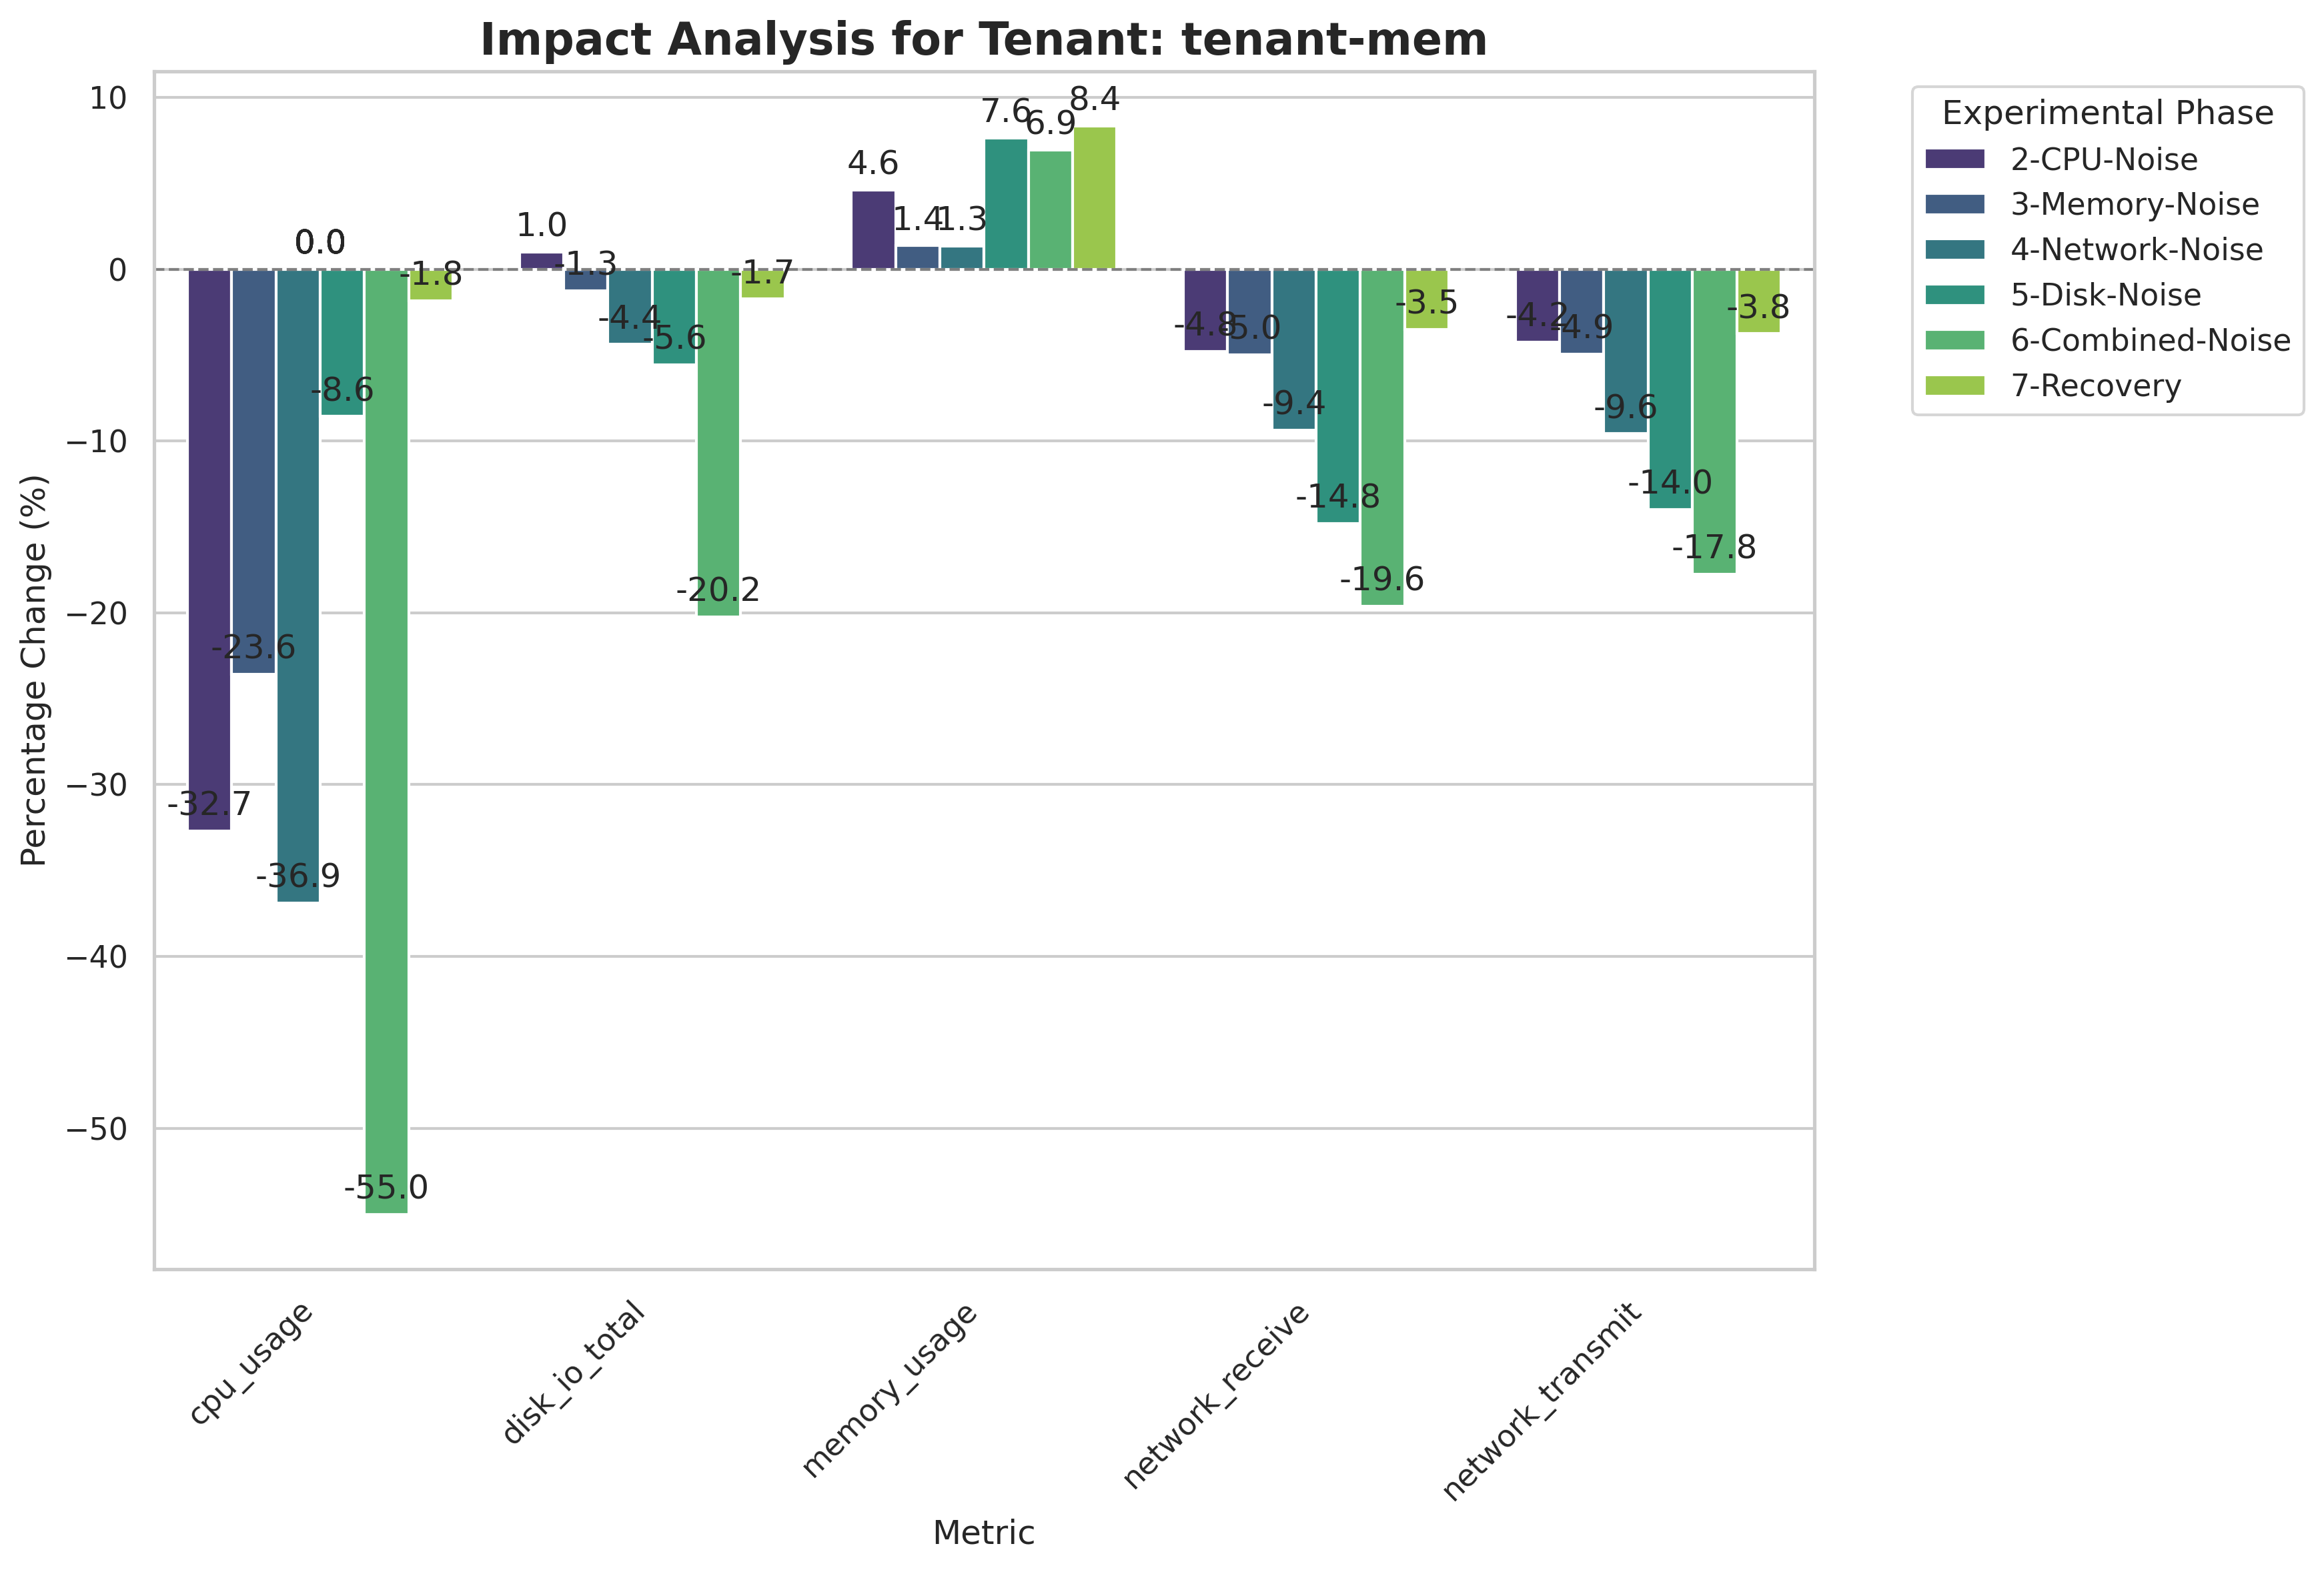 Impact Analysis for Tenant: tenant-mem
Percentage Change (%)
10
0
−10
−20
−30
−40
−50
-32.7
-23.6
-36.9
0.0
-8.6
-55.0
-1.8
1.0
-1.3
-4.4
-5.6
-20.2
-1.7
4.6
1.4
1.3
7.6
6.9
8.4
-4.8
-5.0
-9.4
-14.8
-19.6
-3.5
-4.2
-4.9
-9.6
-14.0
-17.8
-3.8
cpu_usage
disk_io_total
memory_usage
network_receive
network_transmit
Metric
Experimental Phase
2-CPU-Noise
3-Memory-Noise
4-Network-Noise
5-Disk-Noise
6-Combined-Noise
7-Recovery